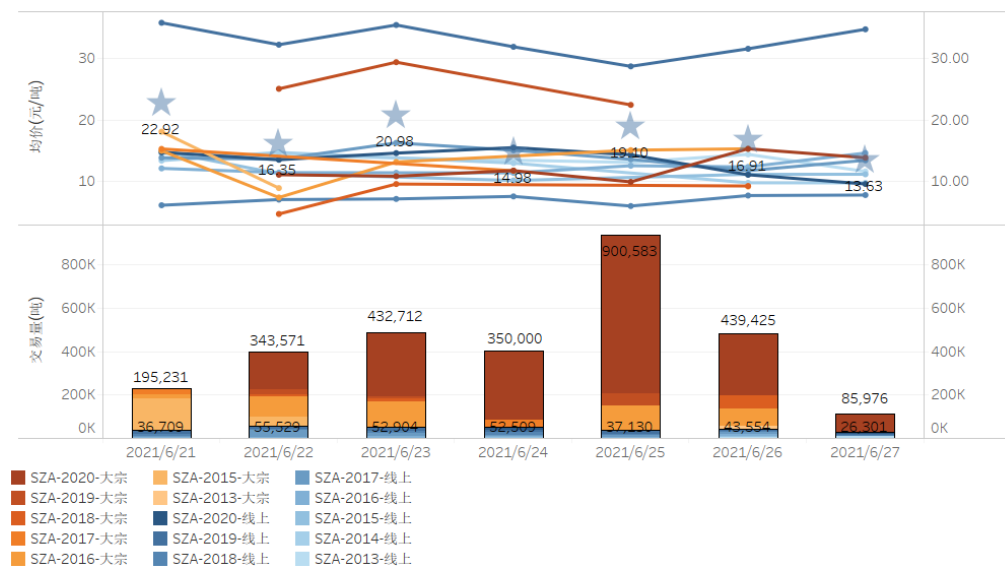 均价(元/吨)
30
20
10
30.00
20.00
10.00
22.92
16.35
20.98
14.98
19.10
16.91
13.63
交易量(吨)
800K
600K
400K
200K
0K
800K
600K
400K
200K
0K
195,231
343,571
432,712
350,000
900,583
439,425
85,976
36,709
55,529
52,904
52,509
37,130
43,554
26,301
2021/6/21 2021/6/22 2021/6/23 2021/6/24 2021/6/25 2021/6/26 2021/6/27
SZA-2020-大宗 SZA-2015-大宗 SZA-2017-线上
SZA-2019-大宗 SZA-2013-大宗 SZA-2016-线上
SZA-2018-大宗 SZA-2020-线上 SZA-2015-线上
SZA-2017-大宗 SZA-2019-线上 SZA-2014-线上
SZA-2016-大宗 SZA-2018-线上 SZA-2013-线上